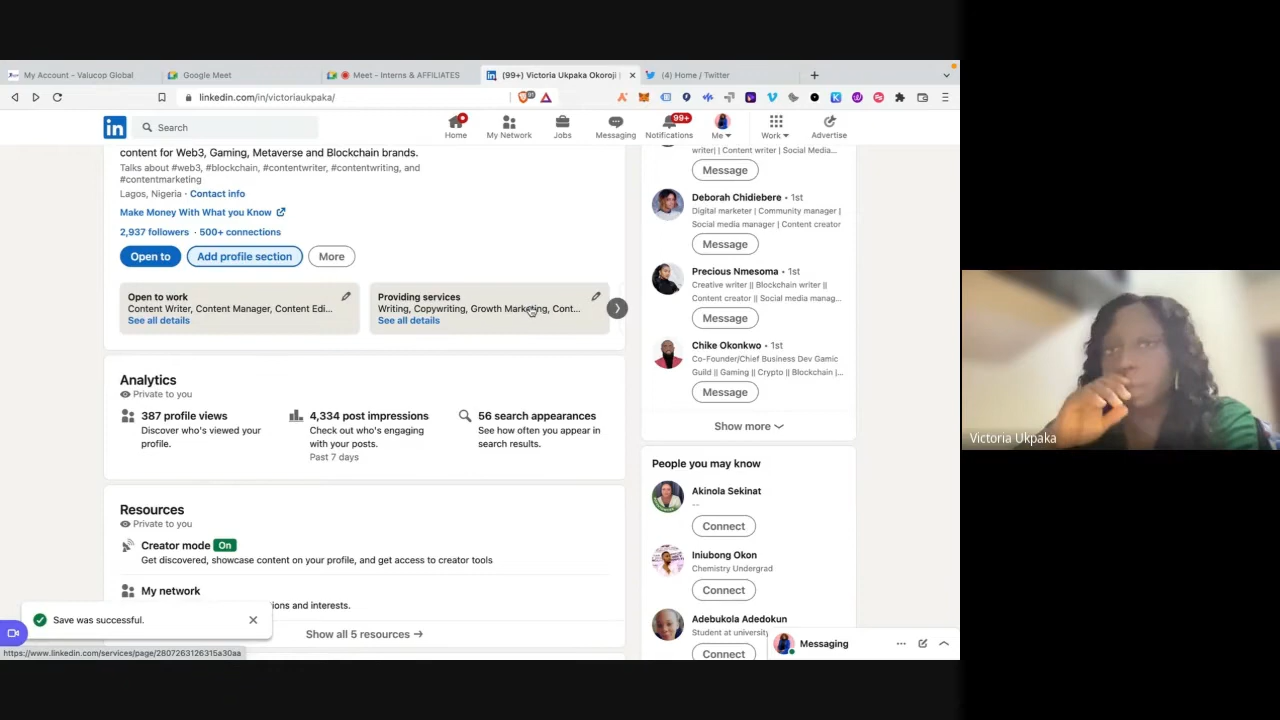 My Account - Valucop Global
Google Meet
Meet - Interns & AFFILIATES
(99+) Victoria Ukpaka Okoroji |
(4) Home / Twitter
linkedin.com/in/victoriaukpaka/
in
Search
Home
My Network
Jobs
Messaging
99+
Notifications
Me
Work
Advertise
content for Web3, Gaming, Metaverse and Blockchain brands.
Talks about #web3, #blockchain, #contentwriter, #contentwriting, and
#contentmarketing
Lagos, Nigeria · Contact info
Make Money With What you Know
2,937 followers · 500+ connections
Open to
Add profile section
More
Open to work
Content Writer, Content Manager, Content Edi...
See all details
Providing services
Writing, Copywriting, Growth Marketing, Cont...
See all details
Analytics
Private to you
387 profile views
Discover who's viewed your
profile.
4,334 post impressions
Check out who's engaging
with your posts.
Past 7 days
56 search appearances
See how often you appear in
search results.
Resources
Private to you
Creator mode On
Get discovered, showcase content on your profile, and get access to creator tools
My network
ions and interests.
Show all 5 resources →
Save was successful.
https://www.linkedin.com/services/page/2807263126315a30aa
writer| | Content writer | Social Media...
Message
Deborah Chidiebere • 1st
Digital marketer | Community manager |
Social media manager | Content creator
Message
Precious Nmesoma • 1st
Creative writer || Blockchain writer ||
Content creator || Social media manag...
Message
Chike Okonkwo • 1st
Co-Founder/Chief Business Dev Gamic
Guild || Gaming || Crypto || Blockchain |...
Message
Show more
People you may know
Akinola Sekinat
--
Connect
Iniubong Okon
Chemistry Undergrad
Connect
Adebukola Adedokun
Student at university
Connect
Messaging
Victoria Ukpaka